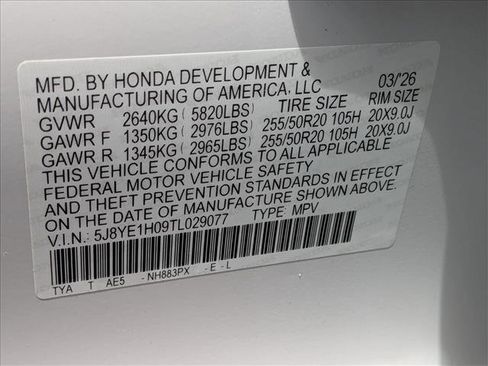 MFD. BY HONDA DEVELOPMENT & 03/26
MANUFACTURING OF AMERICA, LLC
GVWR 2640KG(5820LBS) TIRE SIZE RIM SIZE
GAWR F 1350KG(2976LBS) 255/50R20 105H 20X9.0J
GAWR R 1345KG(2965LBS) 255/50R20 105H 20X9.0J
THIS VEHICLE CONFORMS TO ALL APPLICABLE
FEDERAL MOTOR VEHICLE SAFETY
AND THEFT PREVENTION STANDARDS IN EFFECT
ON THE DATE OF MANUFACTURE SHOWN ABOVE.
V.I.N.: 5J8YE1H09TL029077 TYPE: MPV
TYA T AE5 -NH883PX -E-L